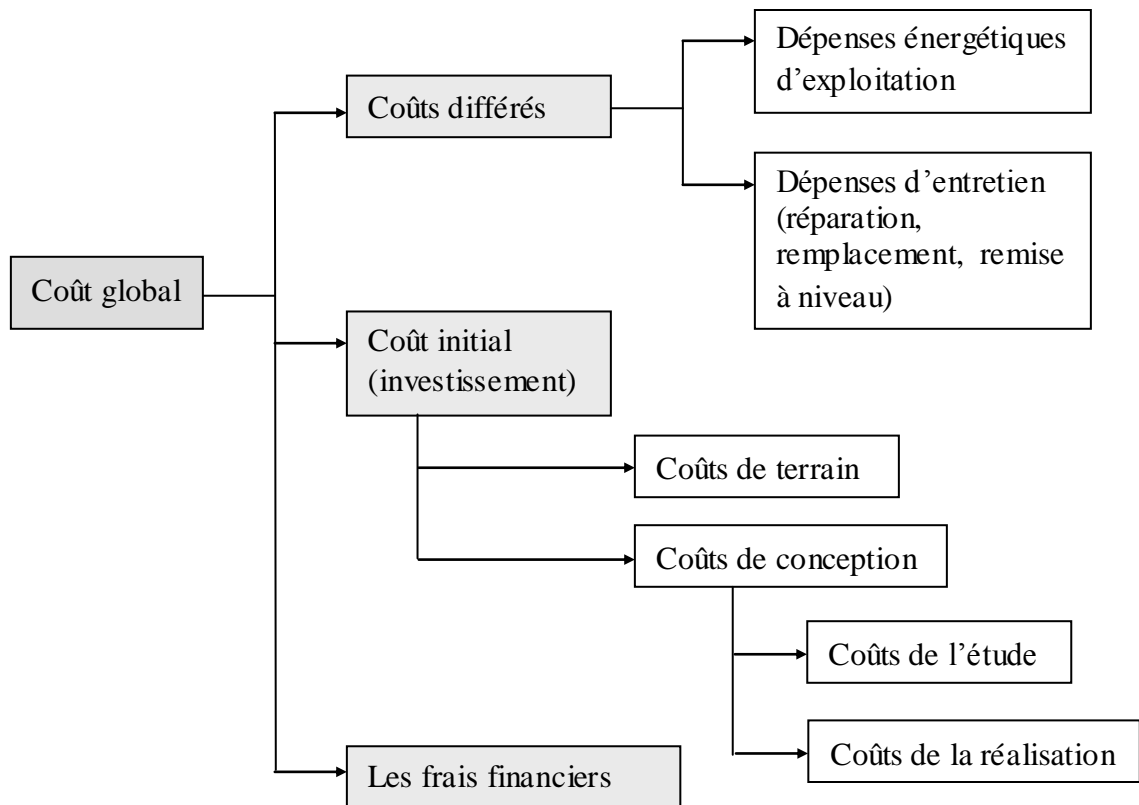 Dépenses énergétiques
d'exploitation
Coûts différés
Dépenses d'entretien
(réparation,
remplacement, remise
à niveau)
Coût global
Coût initial
(investissement)
Coûts de terrain
Coûts de conception
Coûts de l'étude
Coûts de la réalisation
Les frais financiers